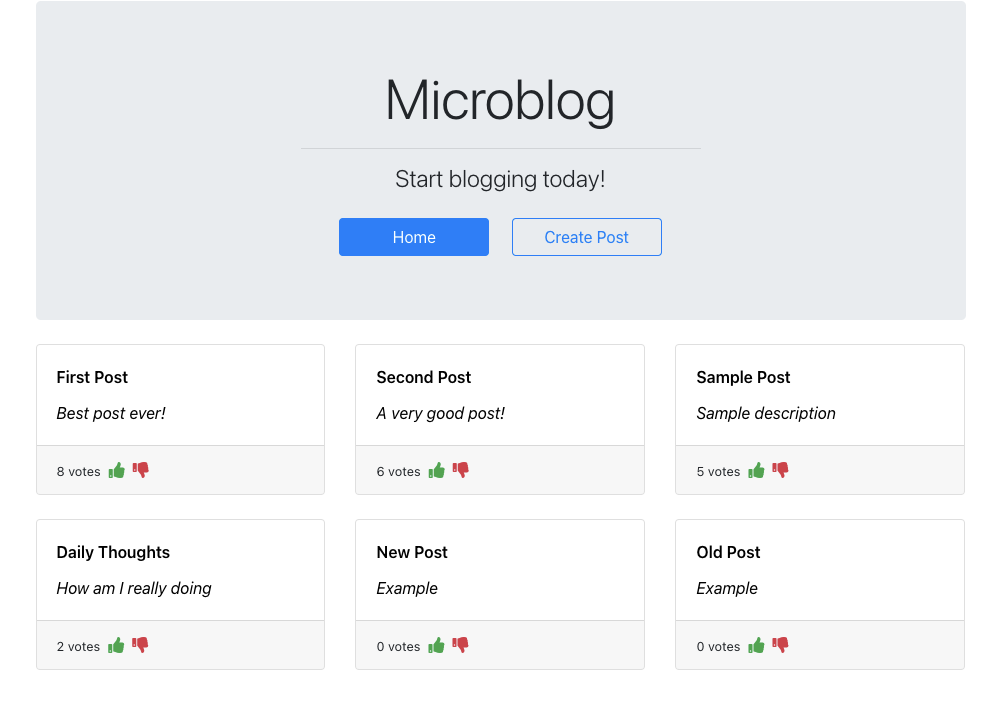 Microblog
Start blogging today!
Home
Create Post
First Post
Best post ever!
8 votes
Second Post
A very good post!
6 votes
Sample Post
Sample description
5 votes
Daily Thoughts
How am I really doing
2 votes
New Post
Example
0 votes
Old Post
Example
0 votes